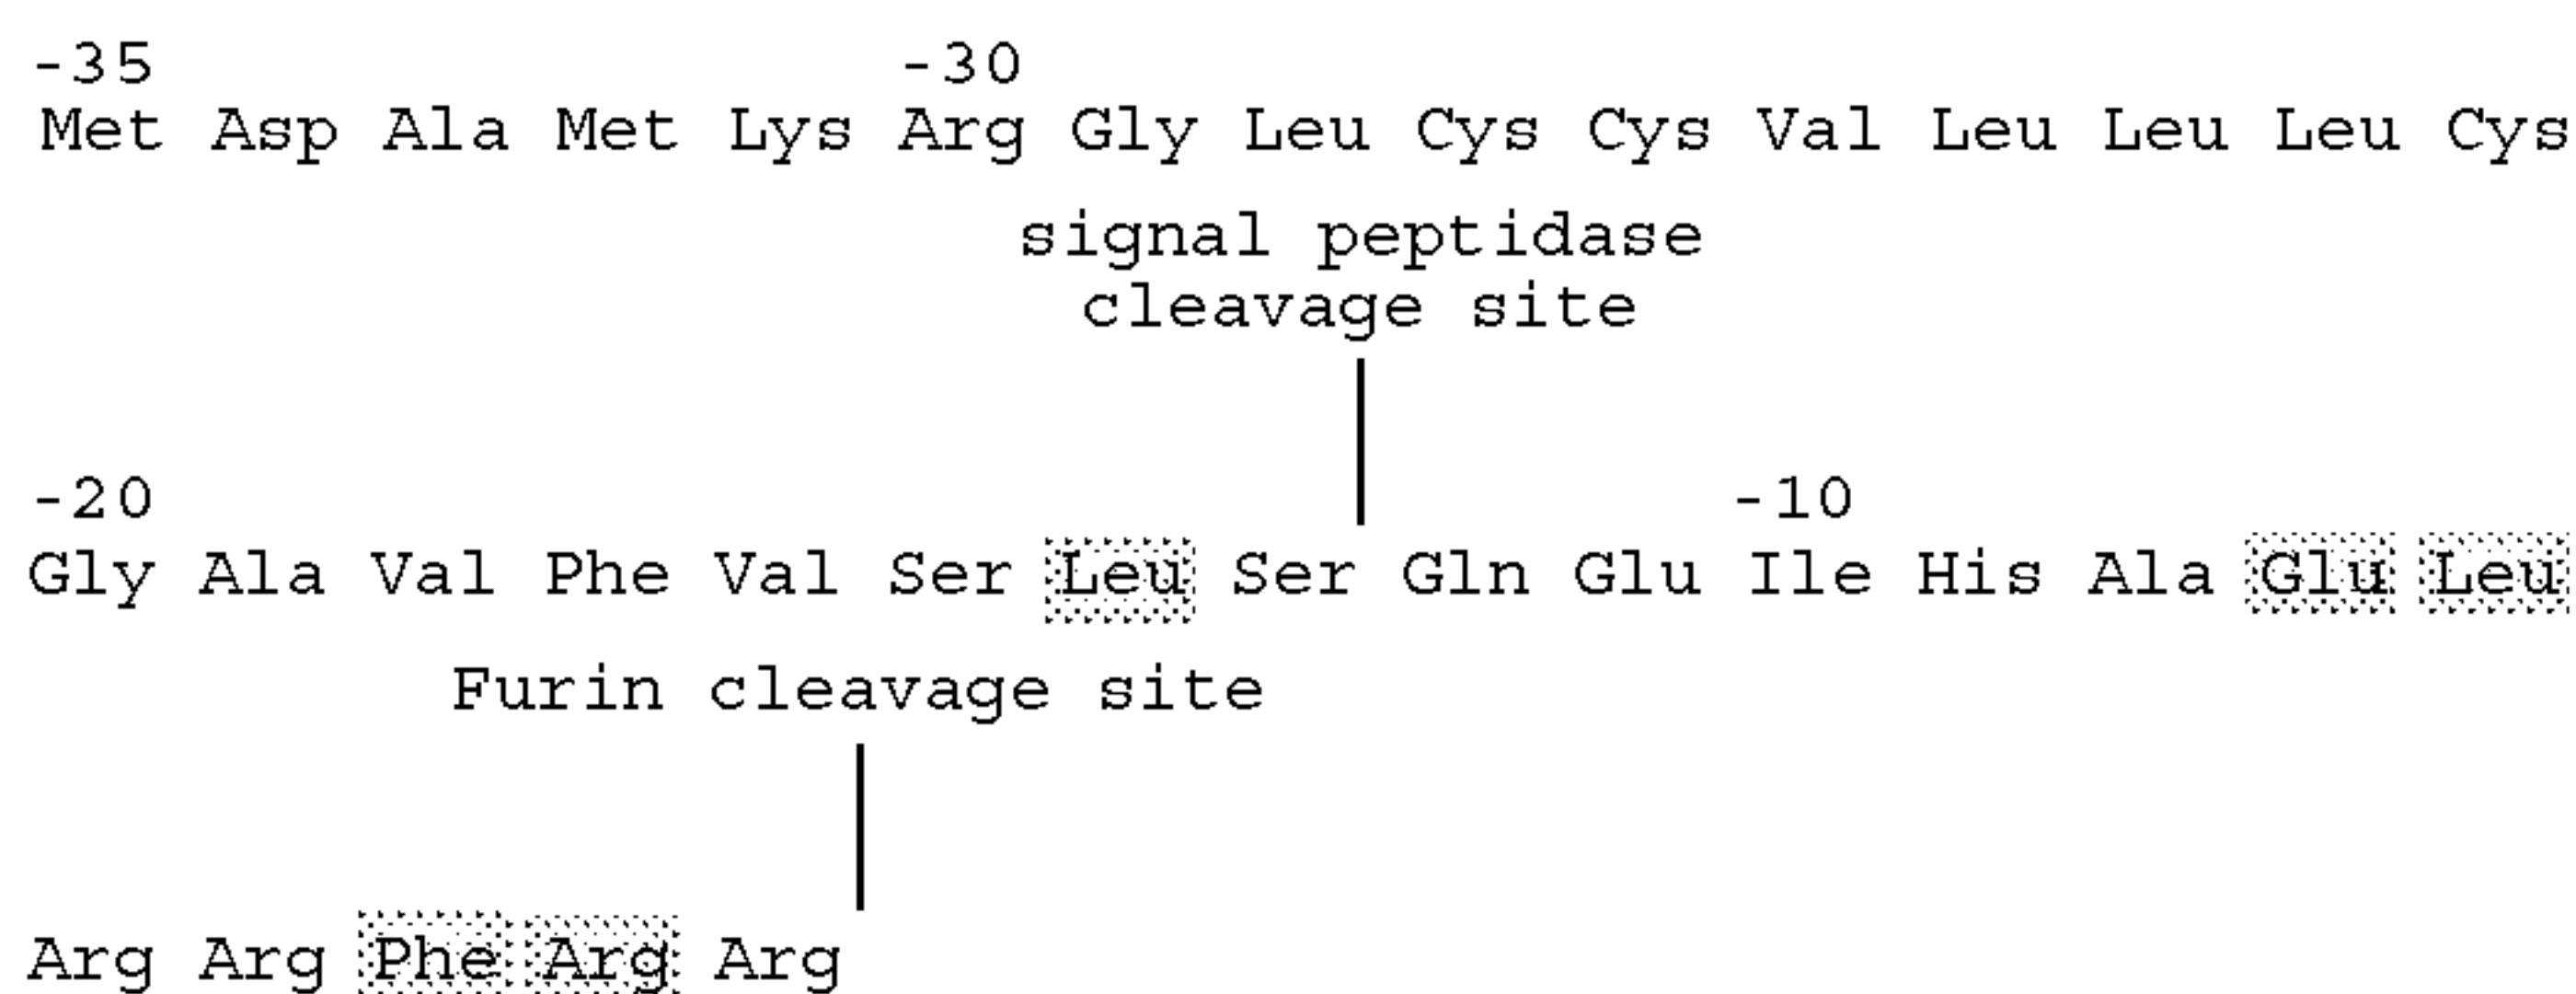 -35 -30
Met Asp Ala Met Lys Arg Gly Leu Cys Cys Val Leu Leu Leu Cys
signal peptidase
cleavage site
-20 -10
Gly Ala Val Phe Val Ser Leu Ser Gln Glu Ile His Ala Glu Leu
Furin cleavage site
Arg Arg Phe Arg Arg